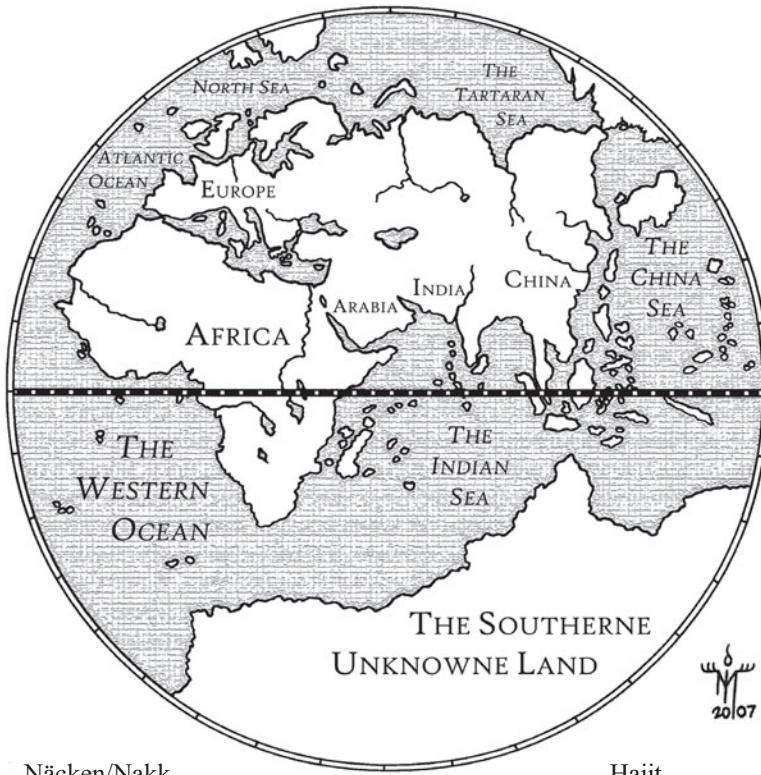 NORTH SEA
THE
TARTARAN
SEA
ATLANTIC
OCEAN
EUROPE
THE
CHINA
SEA
INDIA
CHINA
ARABIA
AFRICA
THE
WESTERN
OCEAN
THE
INDIAN
SEA
THE SOUTHERNE
UNKNOWNE LAND
20 07
Näcken/Nakk
Hajit